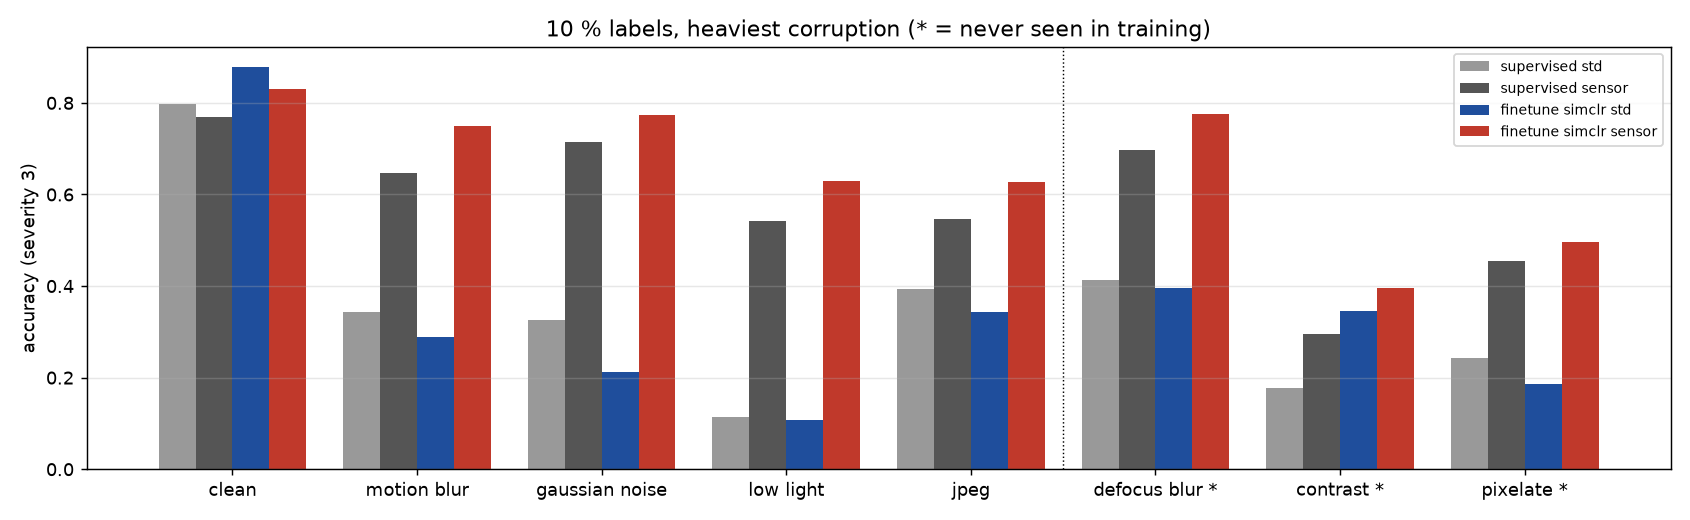 10 % labels, heaviest corruption (* = never seen in training)
supervised std
supervised sensor
finetune simclr std
finetune simclr sensor
accuracy (severity 3)
0.8
0.6
0.4
0.2
0.0
clean
motion blur
gaussian noise
low light
jpeg
defocus blur *
contrast *
pixelate *